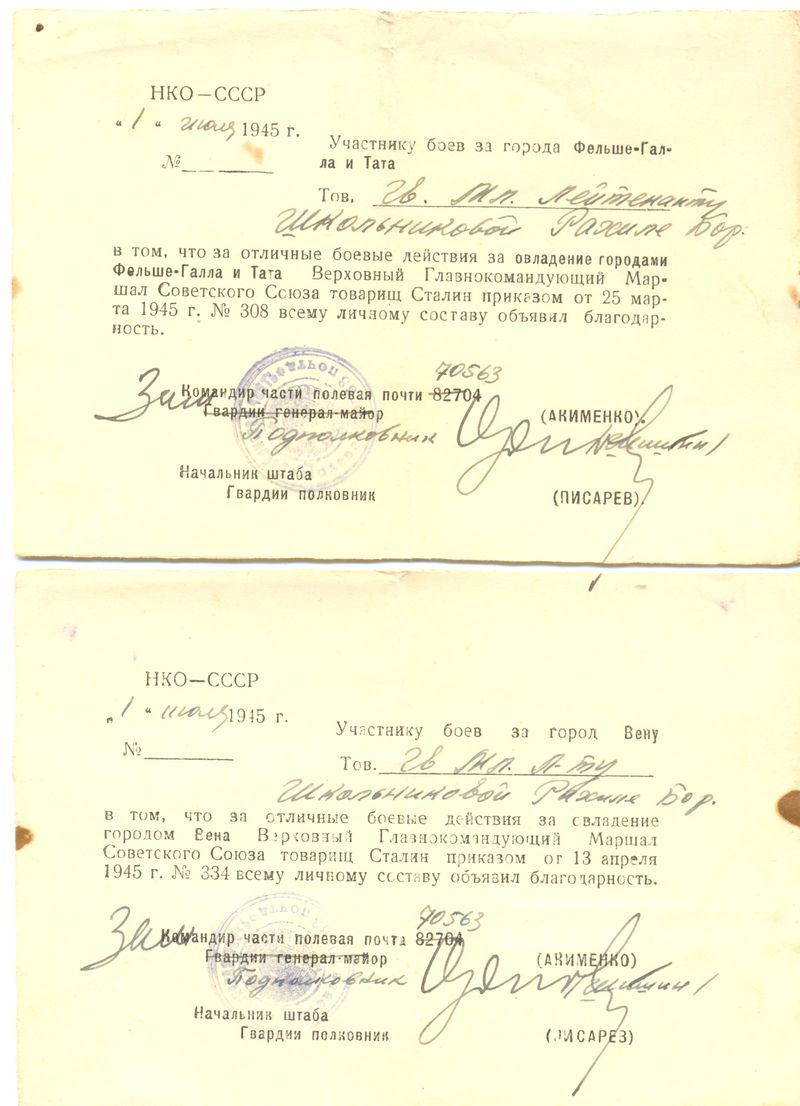 НКО—СССР
„ 1 “ июля 1945 г.
№
Участнику боев за города Фельше-Гал-
ла и Тата
Тов. Гв. Мл. Лейтенанту
Школьниковой Рахиле Бор.
в том, что за отличные боевые действия за овладение городами
Фельше-Галла и Тата Верховный Главнокомандующий Мар-
шал Советского Союза товарищ Сталин приказом от 25 мар-
та 1945 г. № 308 всему личному составу объявил благодар-
ность.
70563
Зам Командир части полевая почти 82704
Гвардии генерал-майор (АКИМЕНКО).
Подполковник
Начальник штаба
Гвардии полковник (ПИСАРЕВ).
НКО—СССР
„ 1 “ июля 1945 г.
№
Участнику боев за город Вену
Тов. Гв Мл. Л-ту
Школьниковой Рахиле Бор.
в том, что за отличные боевые действия за свладение
городом Вена Верховный Главнокомандующий Маршал
Советского Союза товарищ Сталин приказом от 13 апреля
1945 г. № 334 всему личному составу объявил благодарность.
70563
Зам Командир части полевая почта 82704
Гвардии генерал-майор (АКИМЕНКО)
Подполковник
Начальник штаба
Гвардии полковник (ПИСАРЕЗ)